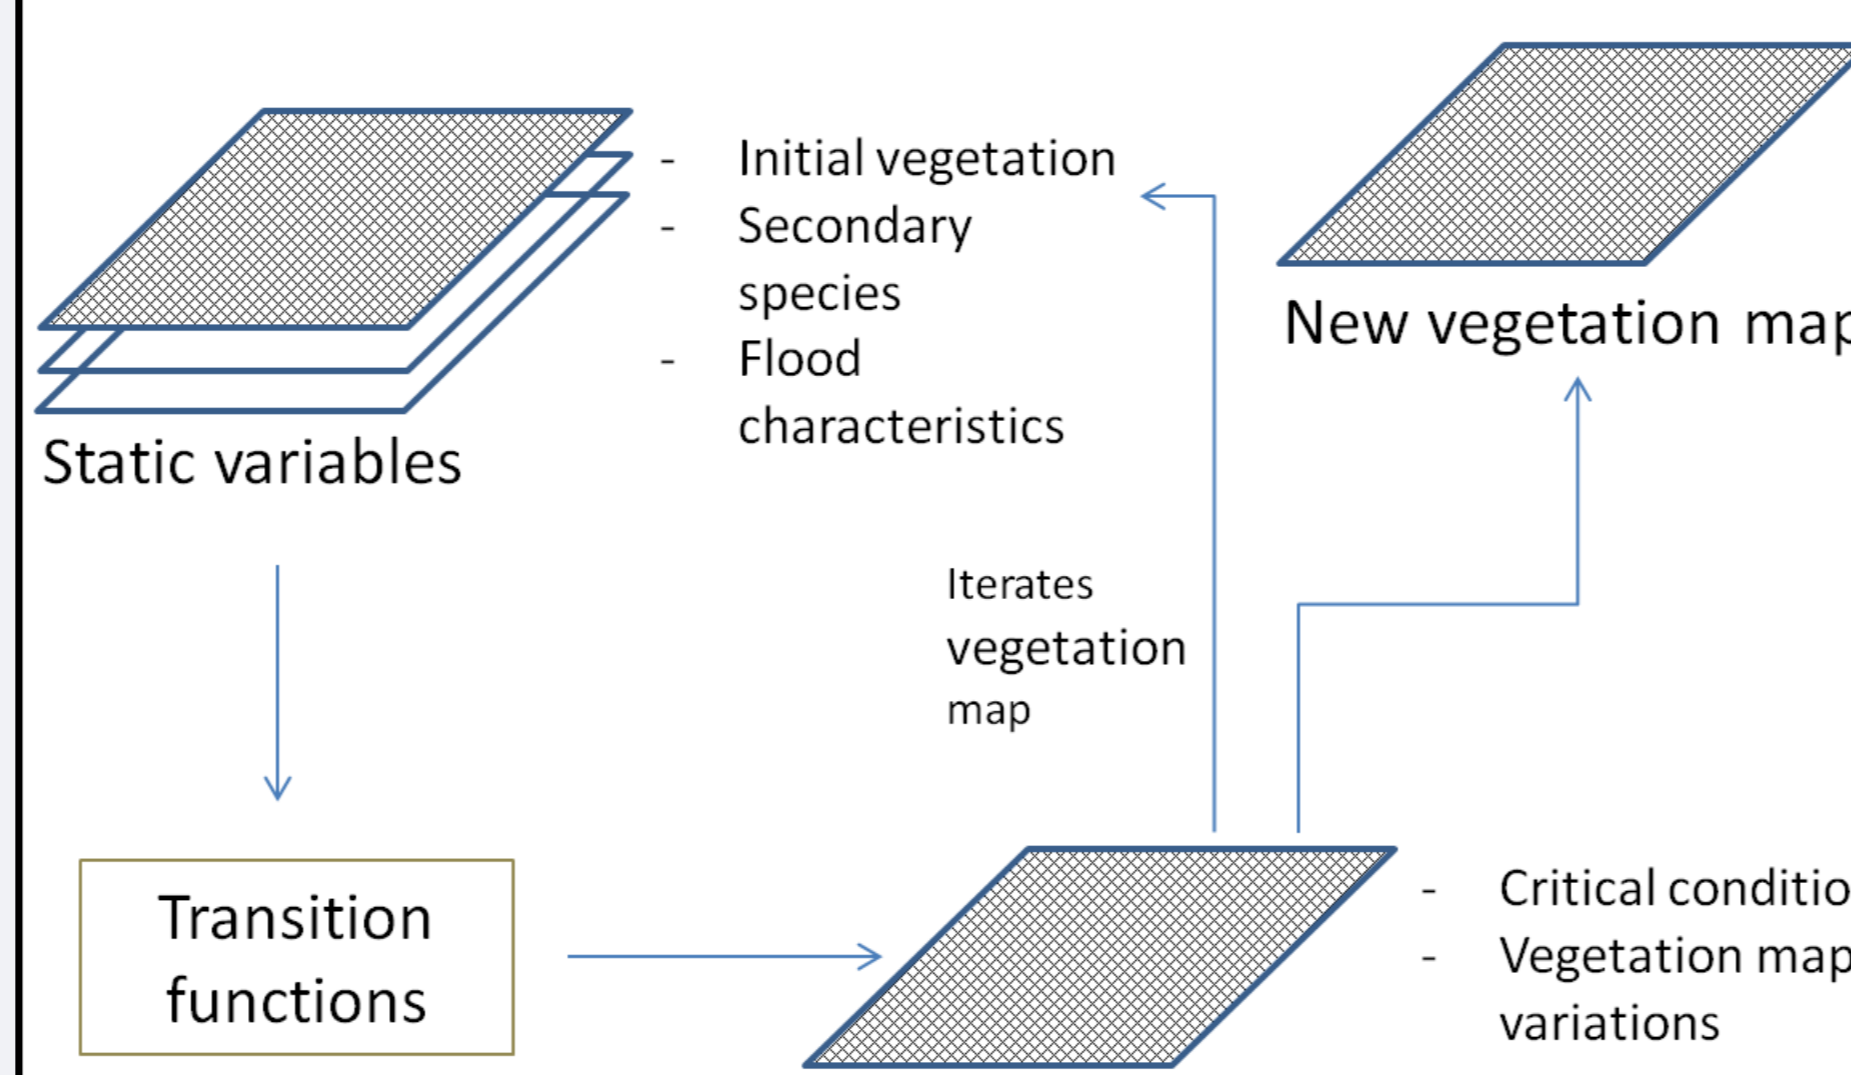 - Initial vegetation
- Secondary
species
- Flood
characteristics
Static variables
New vegetation
Iterates
vegetation
map
Transition
functions
- Critical
- Vegetation
variations